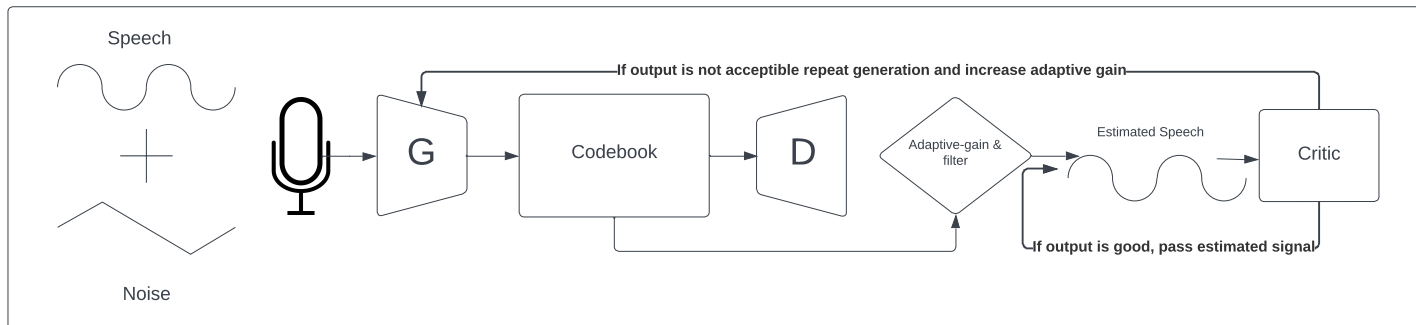 Speech
If output is not acceptible repeat generation and increase adaptive gain
G
Codebook
D
Adaptive-gain &
filter
Estimated Speech
Critic
If output is good, pass estimated signal
Noise